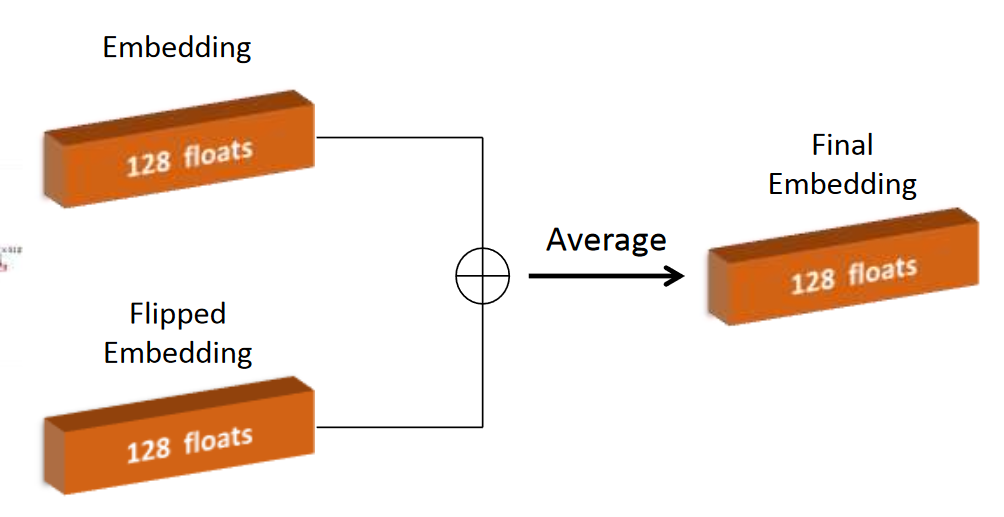 Embedding
128 floats
Final
Embedding
Average
128 floats
Flipped
Embedding
128 floats